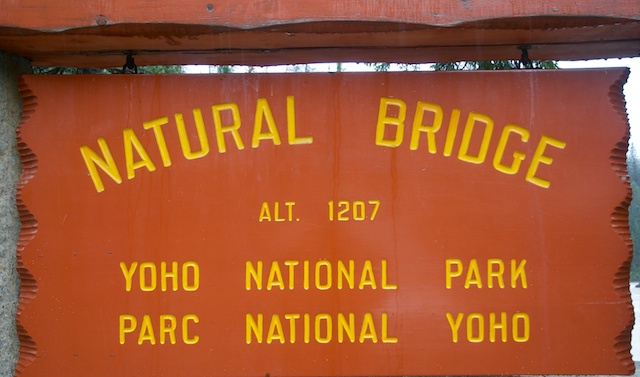 NATURAL BRIDGE
ALT. 1207
YOHO NATIONAL PARK
PARC NATIONAL YOHO